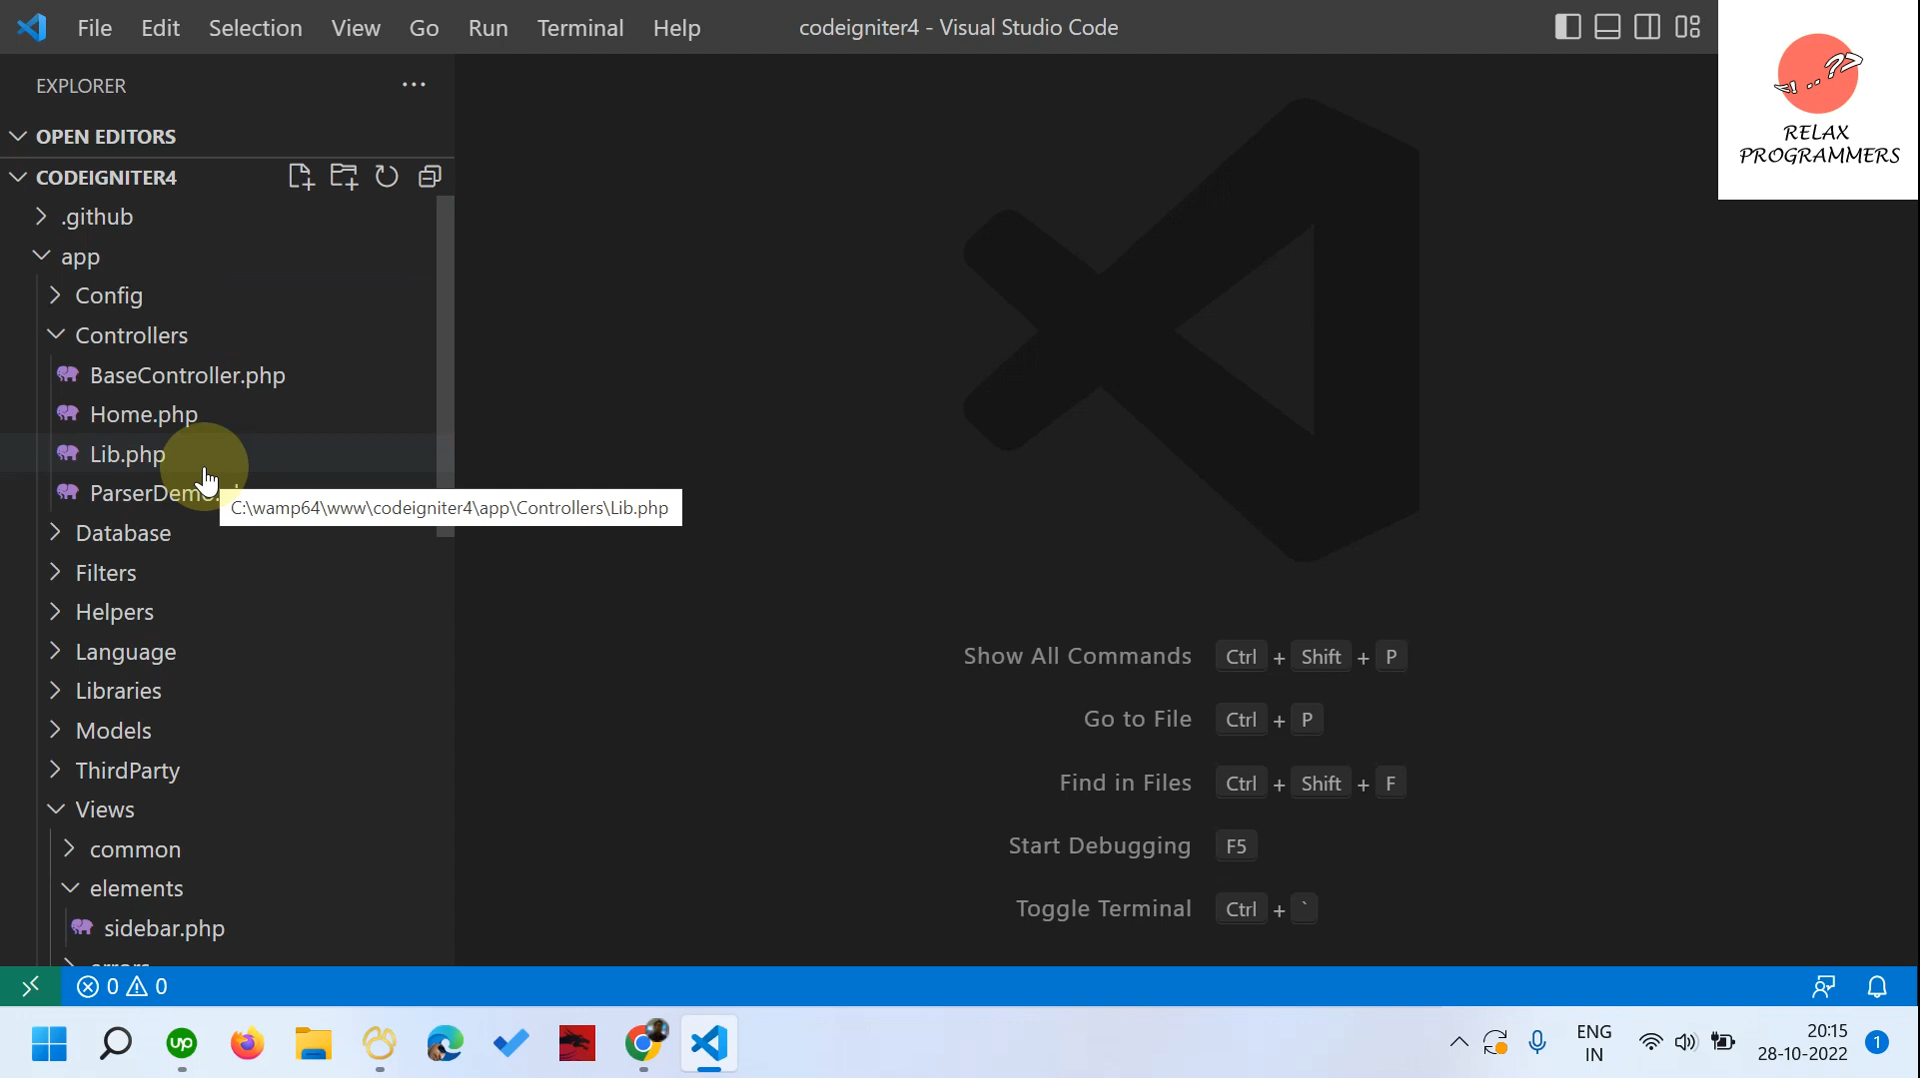 File Edit Selection View Go Run Terminal Help
codeigniter4 - Visual Studio Code
RELAX
PROGRAMMERS
EXPLORER
OPEN EDITORS
CODEIGNITER4
.github
app
Config
Controllers
BaseController.php
Home.php
Lib.php
C:\wamp64\www\codeigniter4\app\Controllers\Lib.php
Database
Filters
Helpers
Language
Libraries
Models
ThirdParty
Views
common
elements
sidebar.php
Show All Commands Ctrl + Shift + P
Go to File Ctrl + P
Find in Files Ctrl + Shift + F
Start Debugging F5
Toggle Terminal Ctrl + `
0 0
up
ENG
IN
20:15
28-10-2022
1